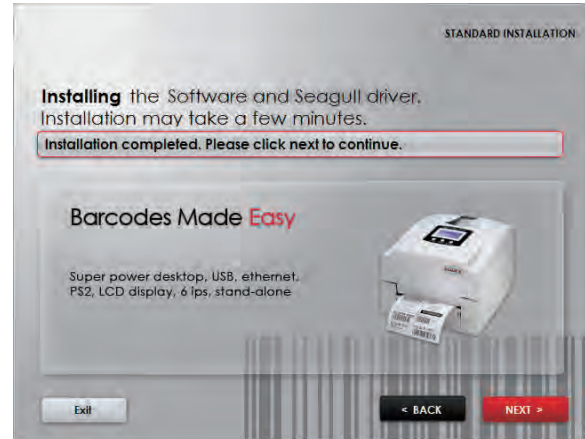 STANDARD INSTALLATION
Installing the Software and Seagull driver.
Installation may take a few minutes.
Installation completed. Please click next to continue.
Barcodes Made Easy
Super power desktop, USB, ethernet,
PS2, LCD display, 6 ips, stand-alone
Exit
< BACK
NEXT >